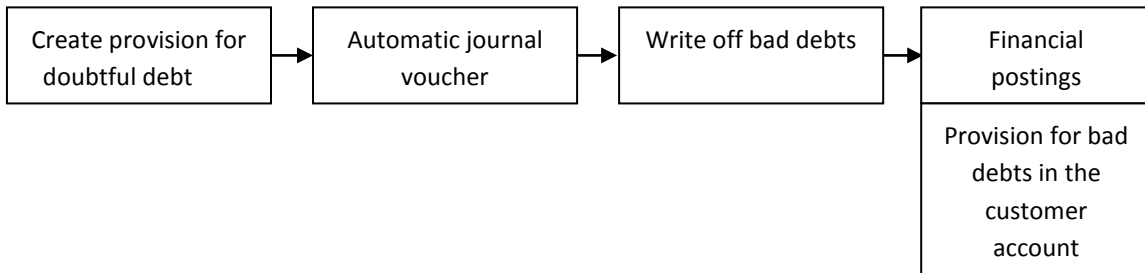 Create provision for
doubtful debt
Automatic journal
voucher
Write off bad debts
Financial
postings
Provision for bad
debts in the
customer
account